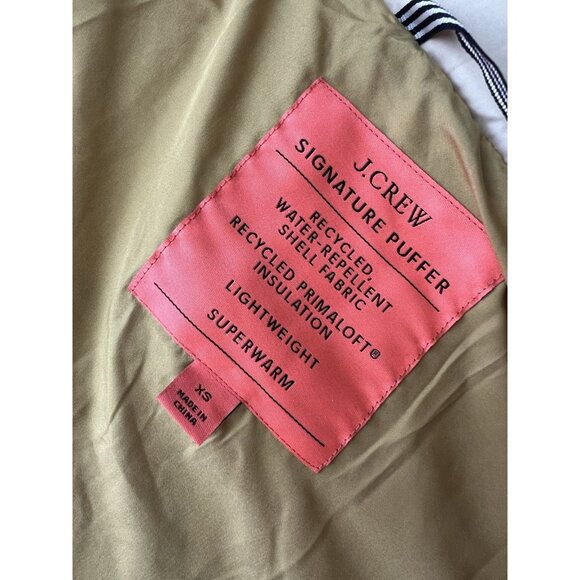 J.CREW
SIGNATURE PUFFER
RECYCLED,
WATER-REPELLENT
SHELL FABRIC
RECYCLED PRIMALOFT®
INSULATION
LIGHTWEIGHT
SUPERWARM
XS
MADE IN
CHINA